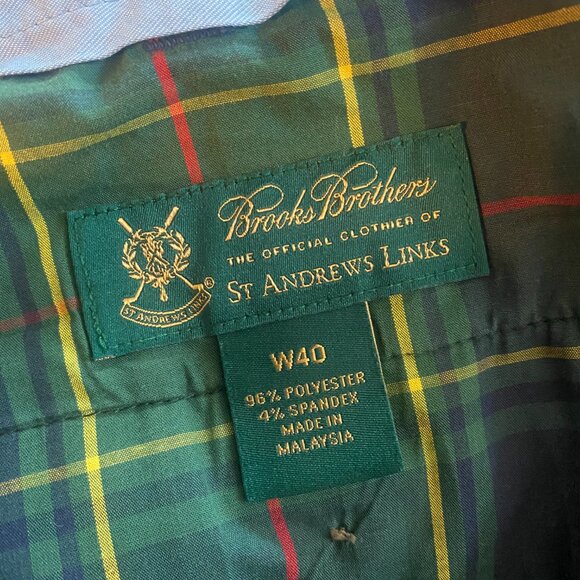 Brooks Brothers
THE OFFICIAL CLOTHIER OF
ST ANDREWS LINKS
ST ANDREWS LINKS
®
W40
96% POLYESTER
4% SPANDEX
MADE IN
MALAYSIA